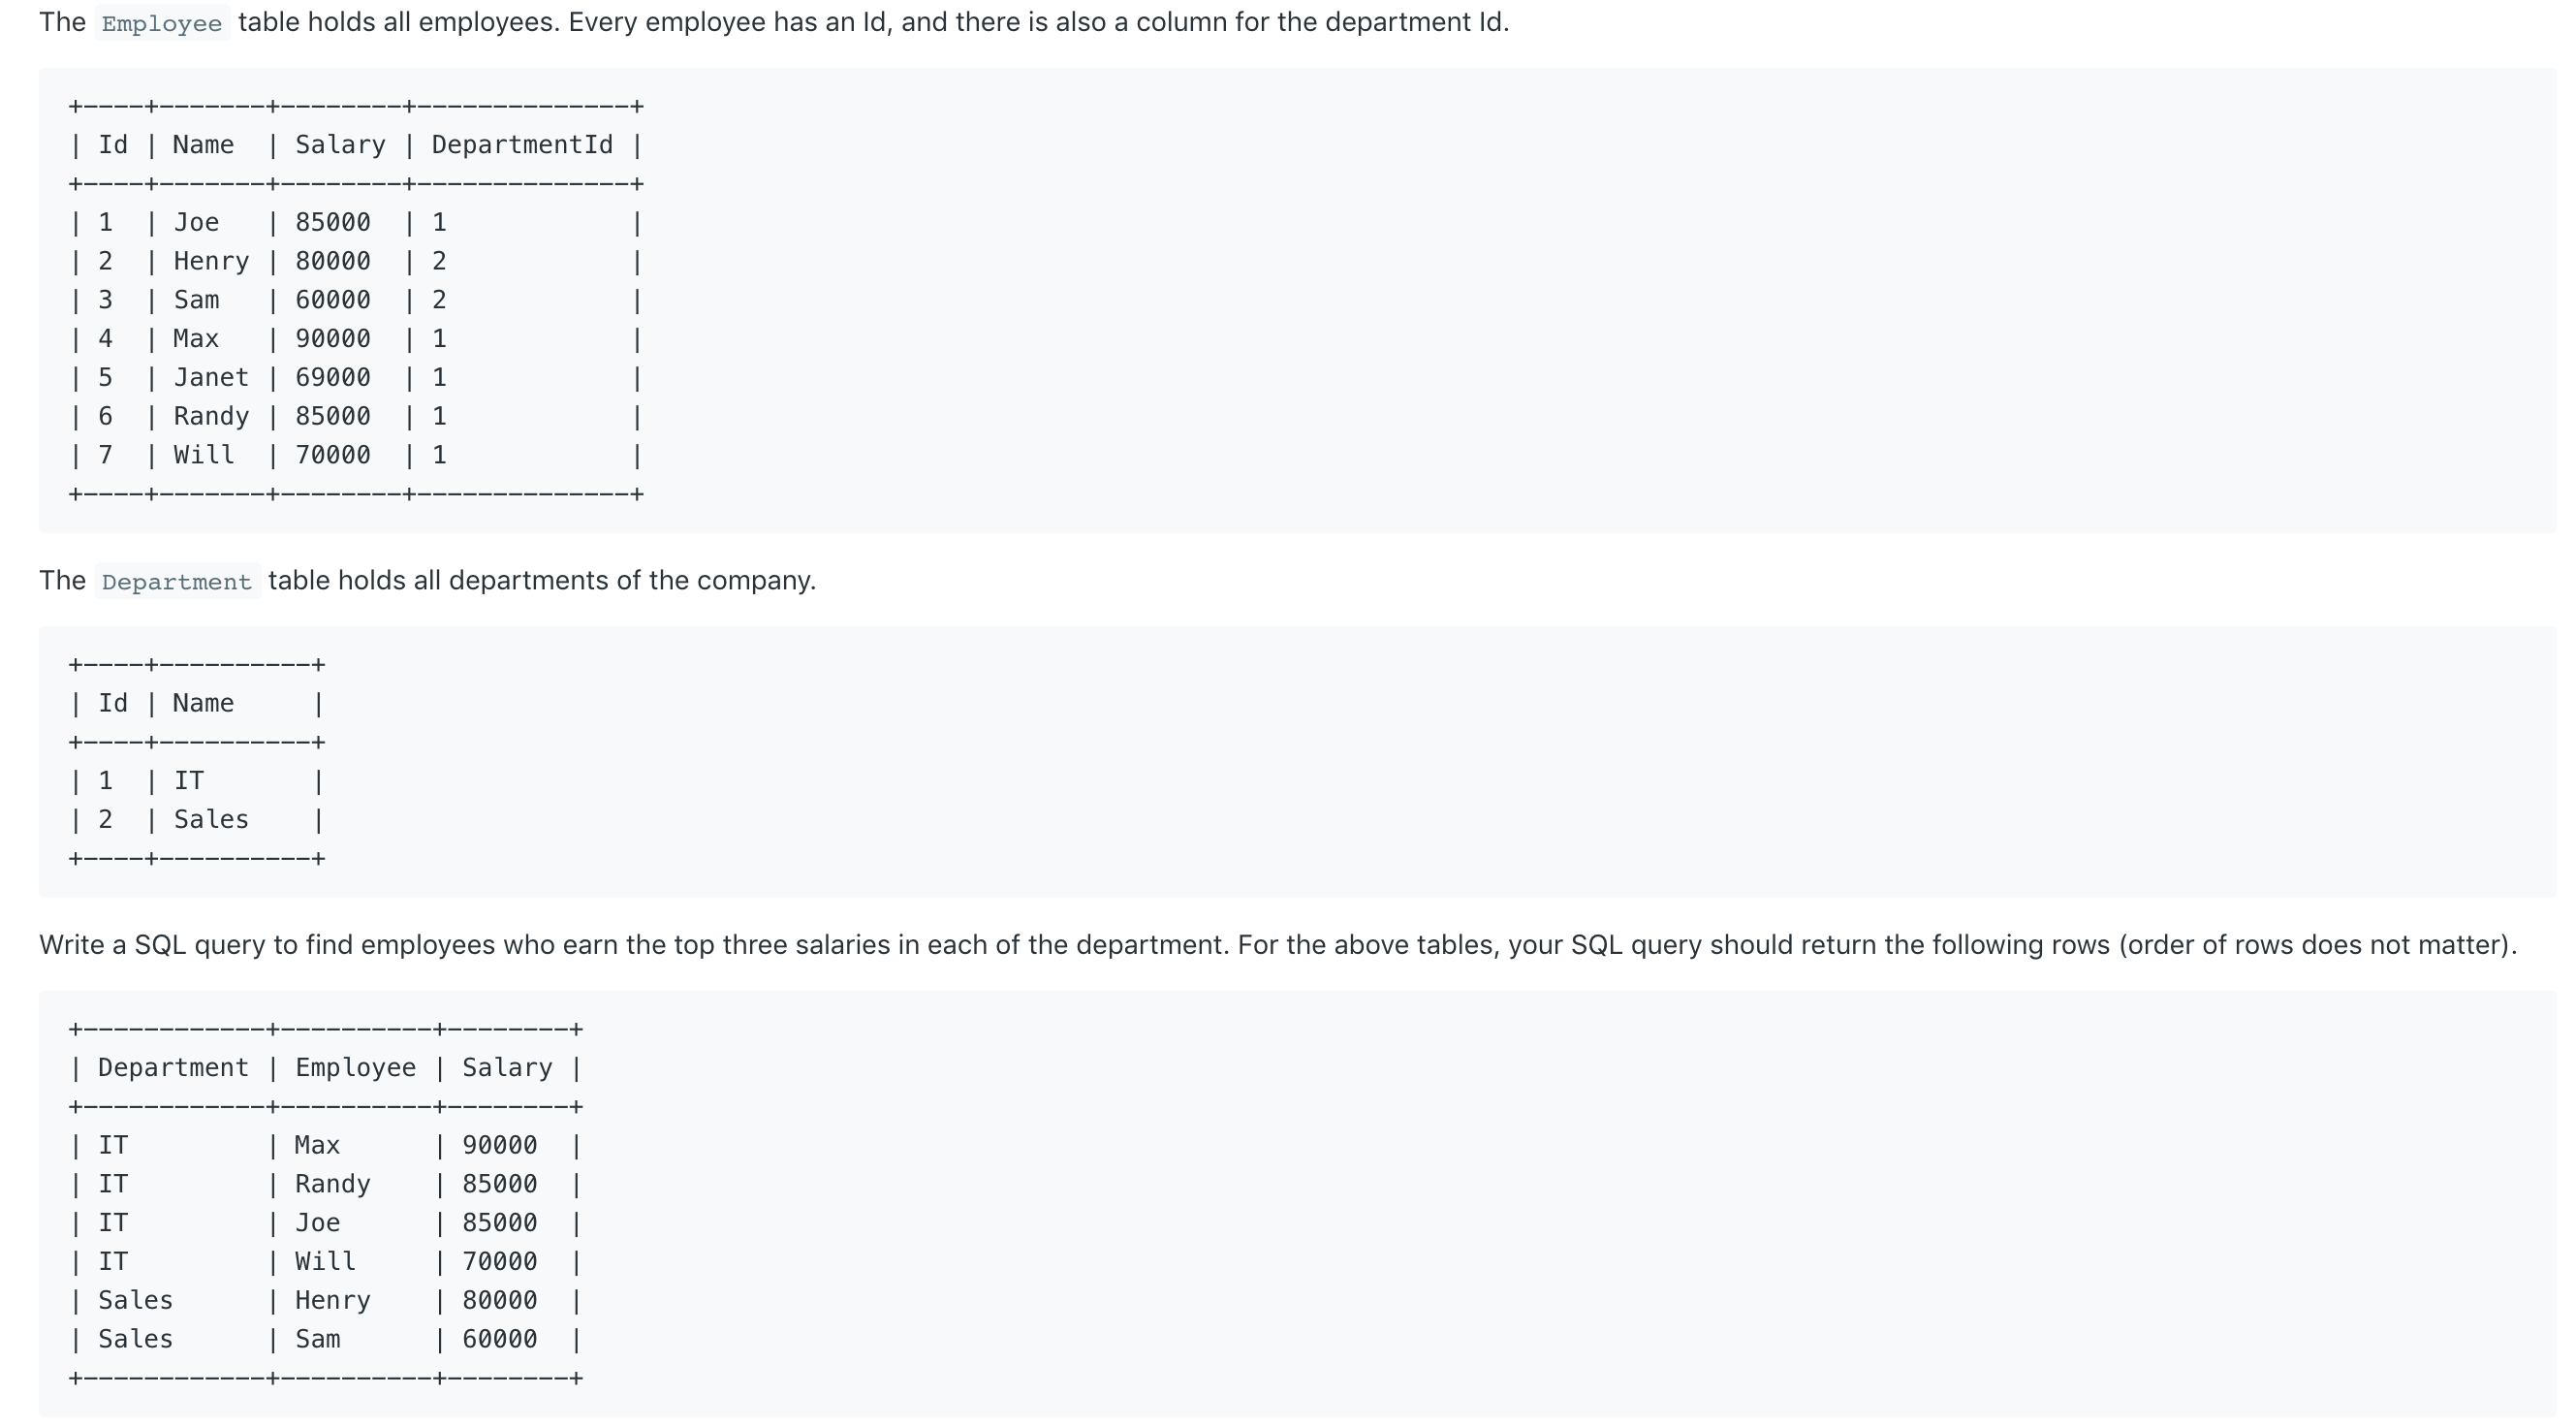 The Employee table holds all employees. Every employee has an Id, and there is also a column for the department Id.
+----+-------+--------+--------------+
| Id | Name  | Salary | DepartmentId |
+----+-------+--------+--------------+
| 1  | Joe   | 85000  | 1            |
| 2  | Henry | 80000  | 2            |
| 3  | Sam   | 60000  | 2            |
| 4  | Max   | 90000  | 1            |
| 5  | Janet | 69000  | 1            |
| 6  | Randy | 85000  | 1            |
| 7  | Will  | 70000  | 1            |
+----+-------+--------+--------------+
The Department table holds all departments of the company.
+----+----------+
| Id | Name     |
+----+----------+
| 1  | IT       |
| 2  | Sales    |
+----+----------+
Write a SQL query to find employees who earn the top three salaries in each of the department. For the above tables, your SQL query should return the following rows (order of rows does not matter).
+------------+----------+--------+
| Department | Employee | Salary |
+------------+----------+--------+
| IT         | Max      | 90000  |
| IT         | Randy    | 85000  |
| IT         | Joe      | 85000  |
| IT         | Will     | 70000  |
| Sales      | Henry    | 80000  |
| Sales      | Sam      | 60000  |
+------------+----------+--------+